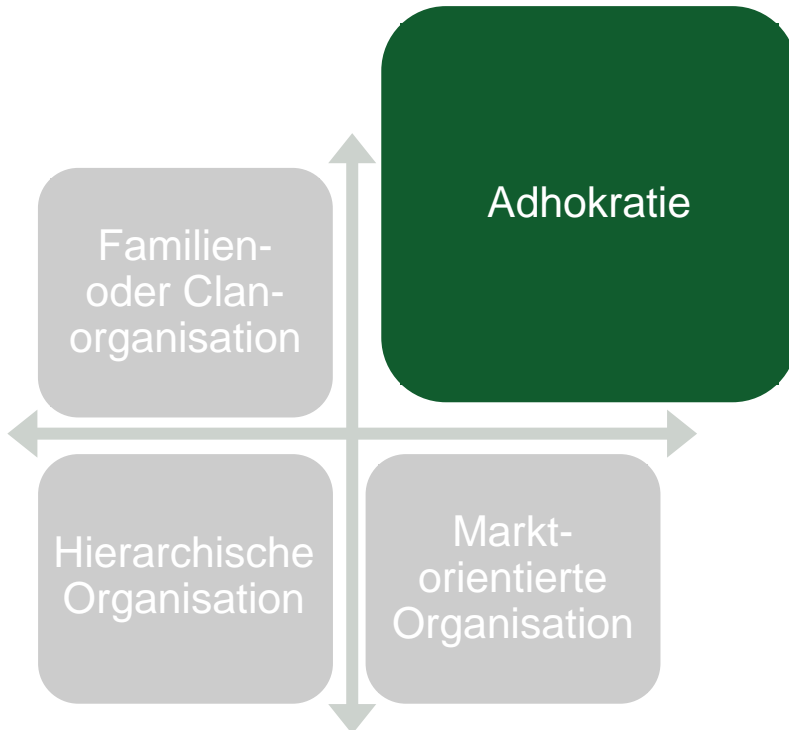 Adhokratie
Familien-
oder Clan-
organisation
Hierarchische
Organisation
Markt-
orientierte
Organisation